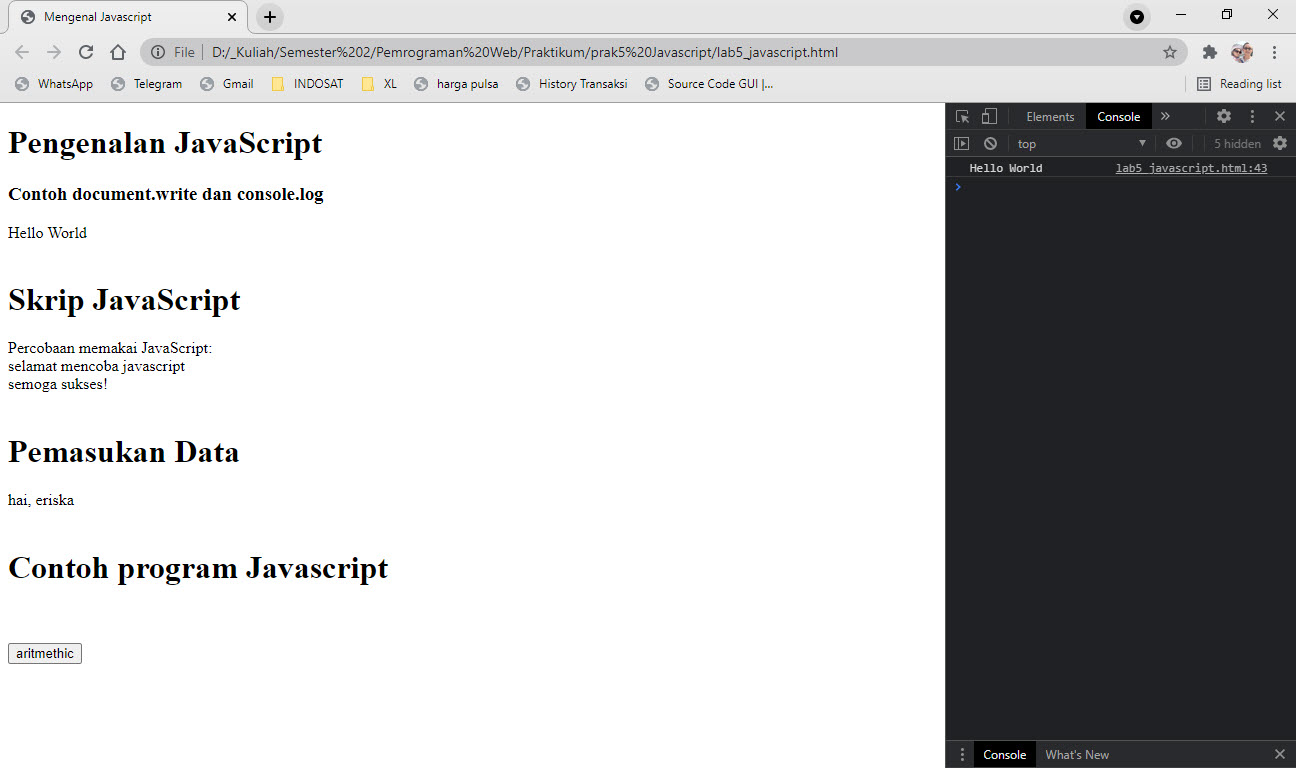 Mengenal Javascript
File D:/_Kuliah/Semester%202/Pemrograman%20Web/Praktikum/prak5%20Javascript/lab5_javascript.html
WhatsApp Telegram Gmail INDOSAT XL harga pulsa History Transaksi Source Code GUI |... Reading list
Pengenalan JavaScript
Contoh document.write dan console.log
Hello World
Skrip JavaScript
Percobaan memakai JavaScript:
selamat mencoba javascript
semoga sukses!
Pemasukan Data
hai, eriska
Contoh program Javascript
aritmethic
Elements Console
top 5 hidden
Hello World lab5_javascript.html:43
Console What's New